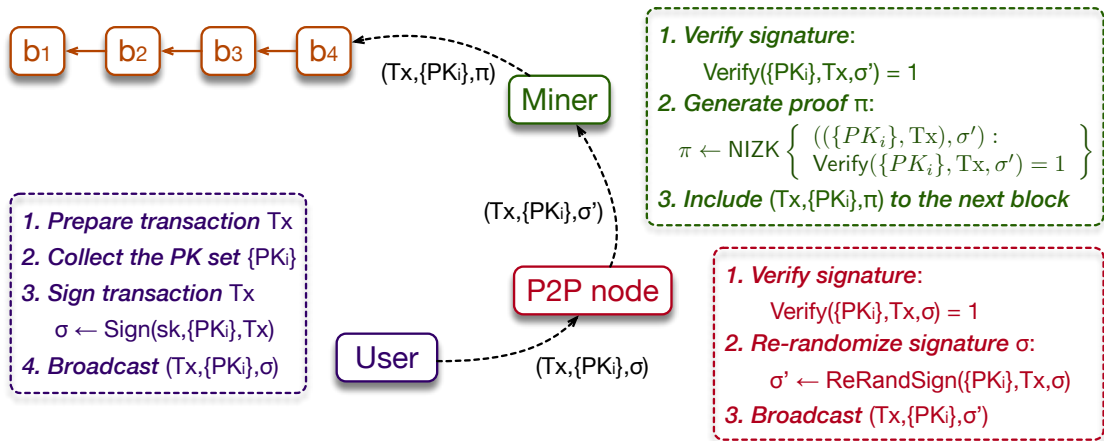 b₁
b₂
b₃
b₄
(Tx,{PKᵢ},π)
Miner
(Tx,{PKᵢ},σ')
P2P node
User
(Tx,{PKᵢ},σ)
1. Verify signature:
Verify({PKᵢ},Tx,σ') = 1
2. Generate proof π:
π ← NIZK { (({PK_i}, Tx), σ′) :
Verify({PK_i}, Tx, σ′) = 1 }
3. Include (Tx,{PKᵢ},π) to the next block
1. Prepare transaction Tx
2. Collect the PK set {PKᵢ}
3. Sign transaction Tx
σ ← Sign(sk,{PKᵢ},Tx)
4. Broadcast (Tx,{PKᵢ},σ)
1. Verify signature:
Verify({PKᵢ},Tx,σ) = 1
2. Re-randomize signature σ:
σ' ← ReRandSign({PKᵢ},Tx,σ)
3. Broadcast (Tx,{PKᵢ},σ')